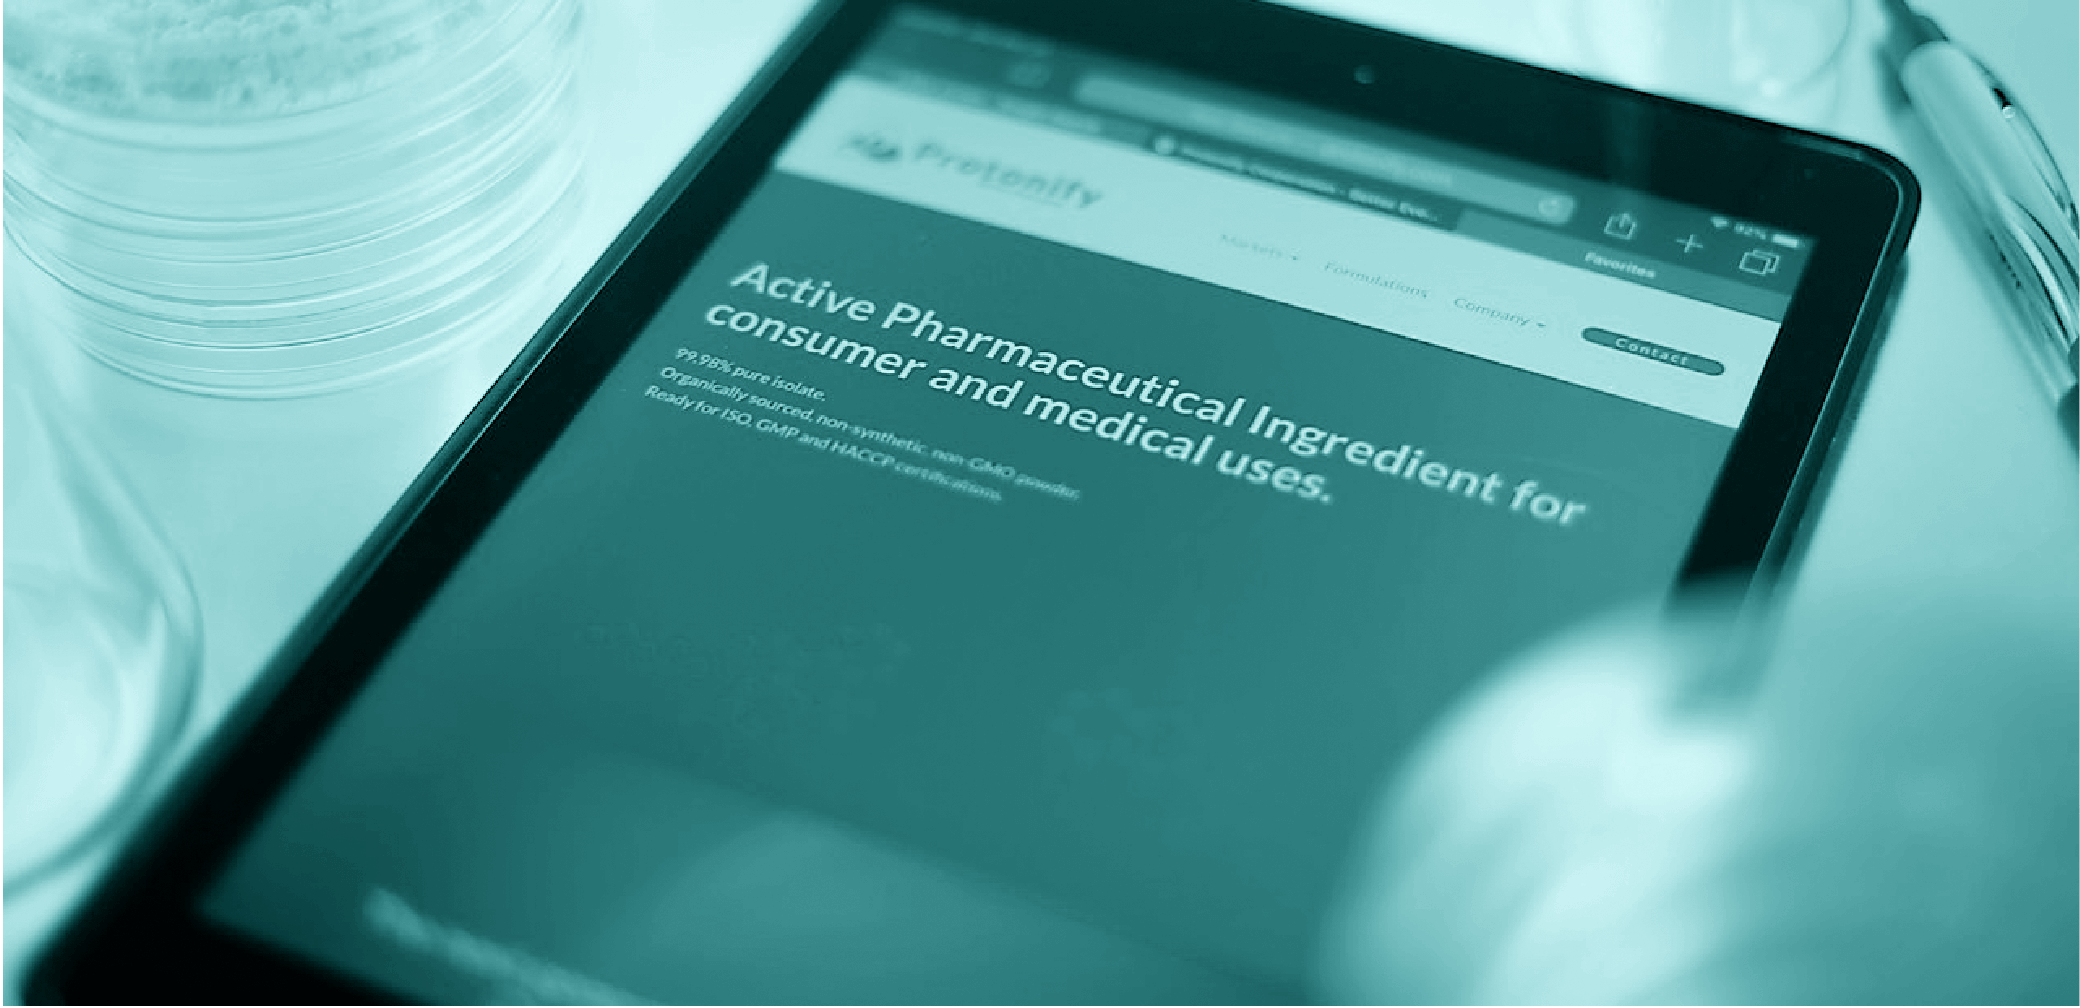 92%
Favorites
Protonify
Markets
Formulations
Company
Contact
Active Pharmaceutical Ingredient for
consumer and medical uses.
99.98% pure isolate.
Organically sourced, non-synthetic, non-GMO powder.
Ready for ISO, GMP and HACCP certifications.